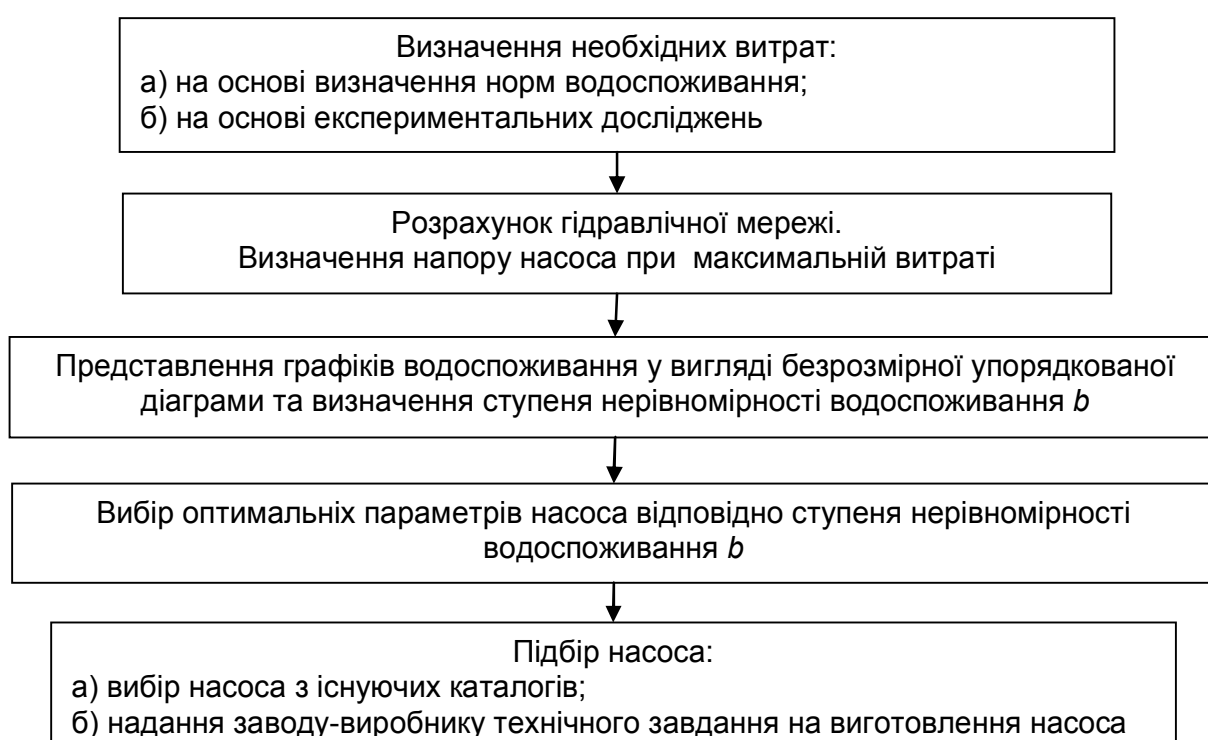 Визначення необхідних витрат:
а) на основі визначення норм водоспоживання;
б) на основі експериментальних досліджень
Розрахунок гідравлічної мережі.
Визначення напору насоса при максимальній витраті
Представлення графіків водоспоживання у вигляді безрозмірної упорядкованої
діаграми та визначення ступеня нерівномірності водоспоживання b
Вибір оптимальніх параметрів насоса відповідно ступеня нерівномірності
водоспоживання b
Підбір насоса:
а) вибір насоса з існуючих каталогів;
б) надання заводу-виробнику технічного завдання на виготовлення насоса